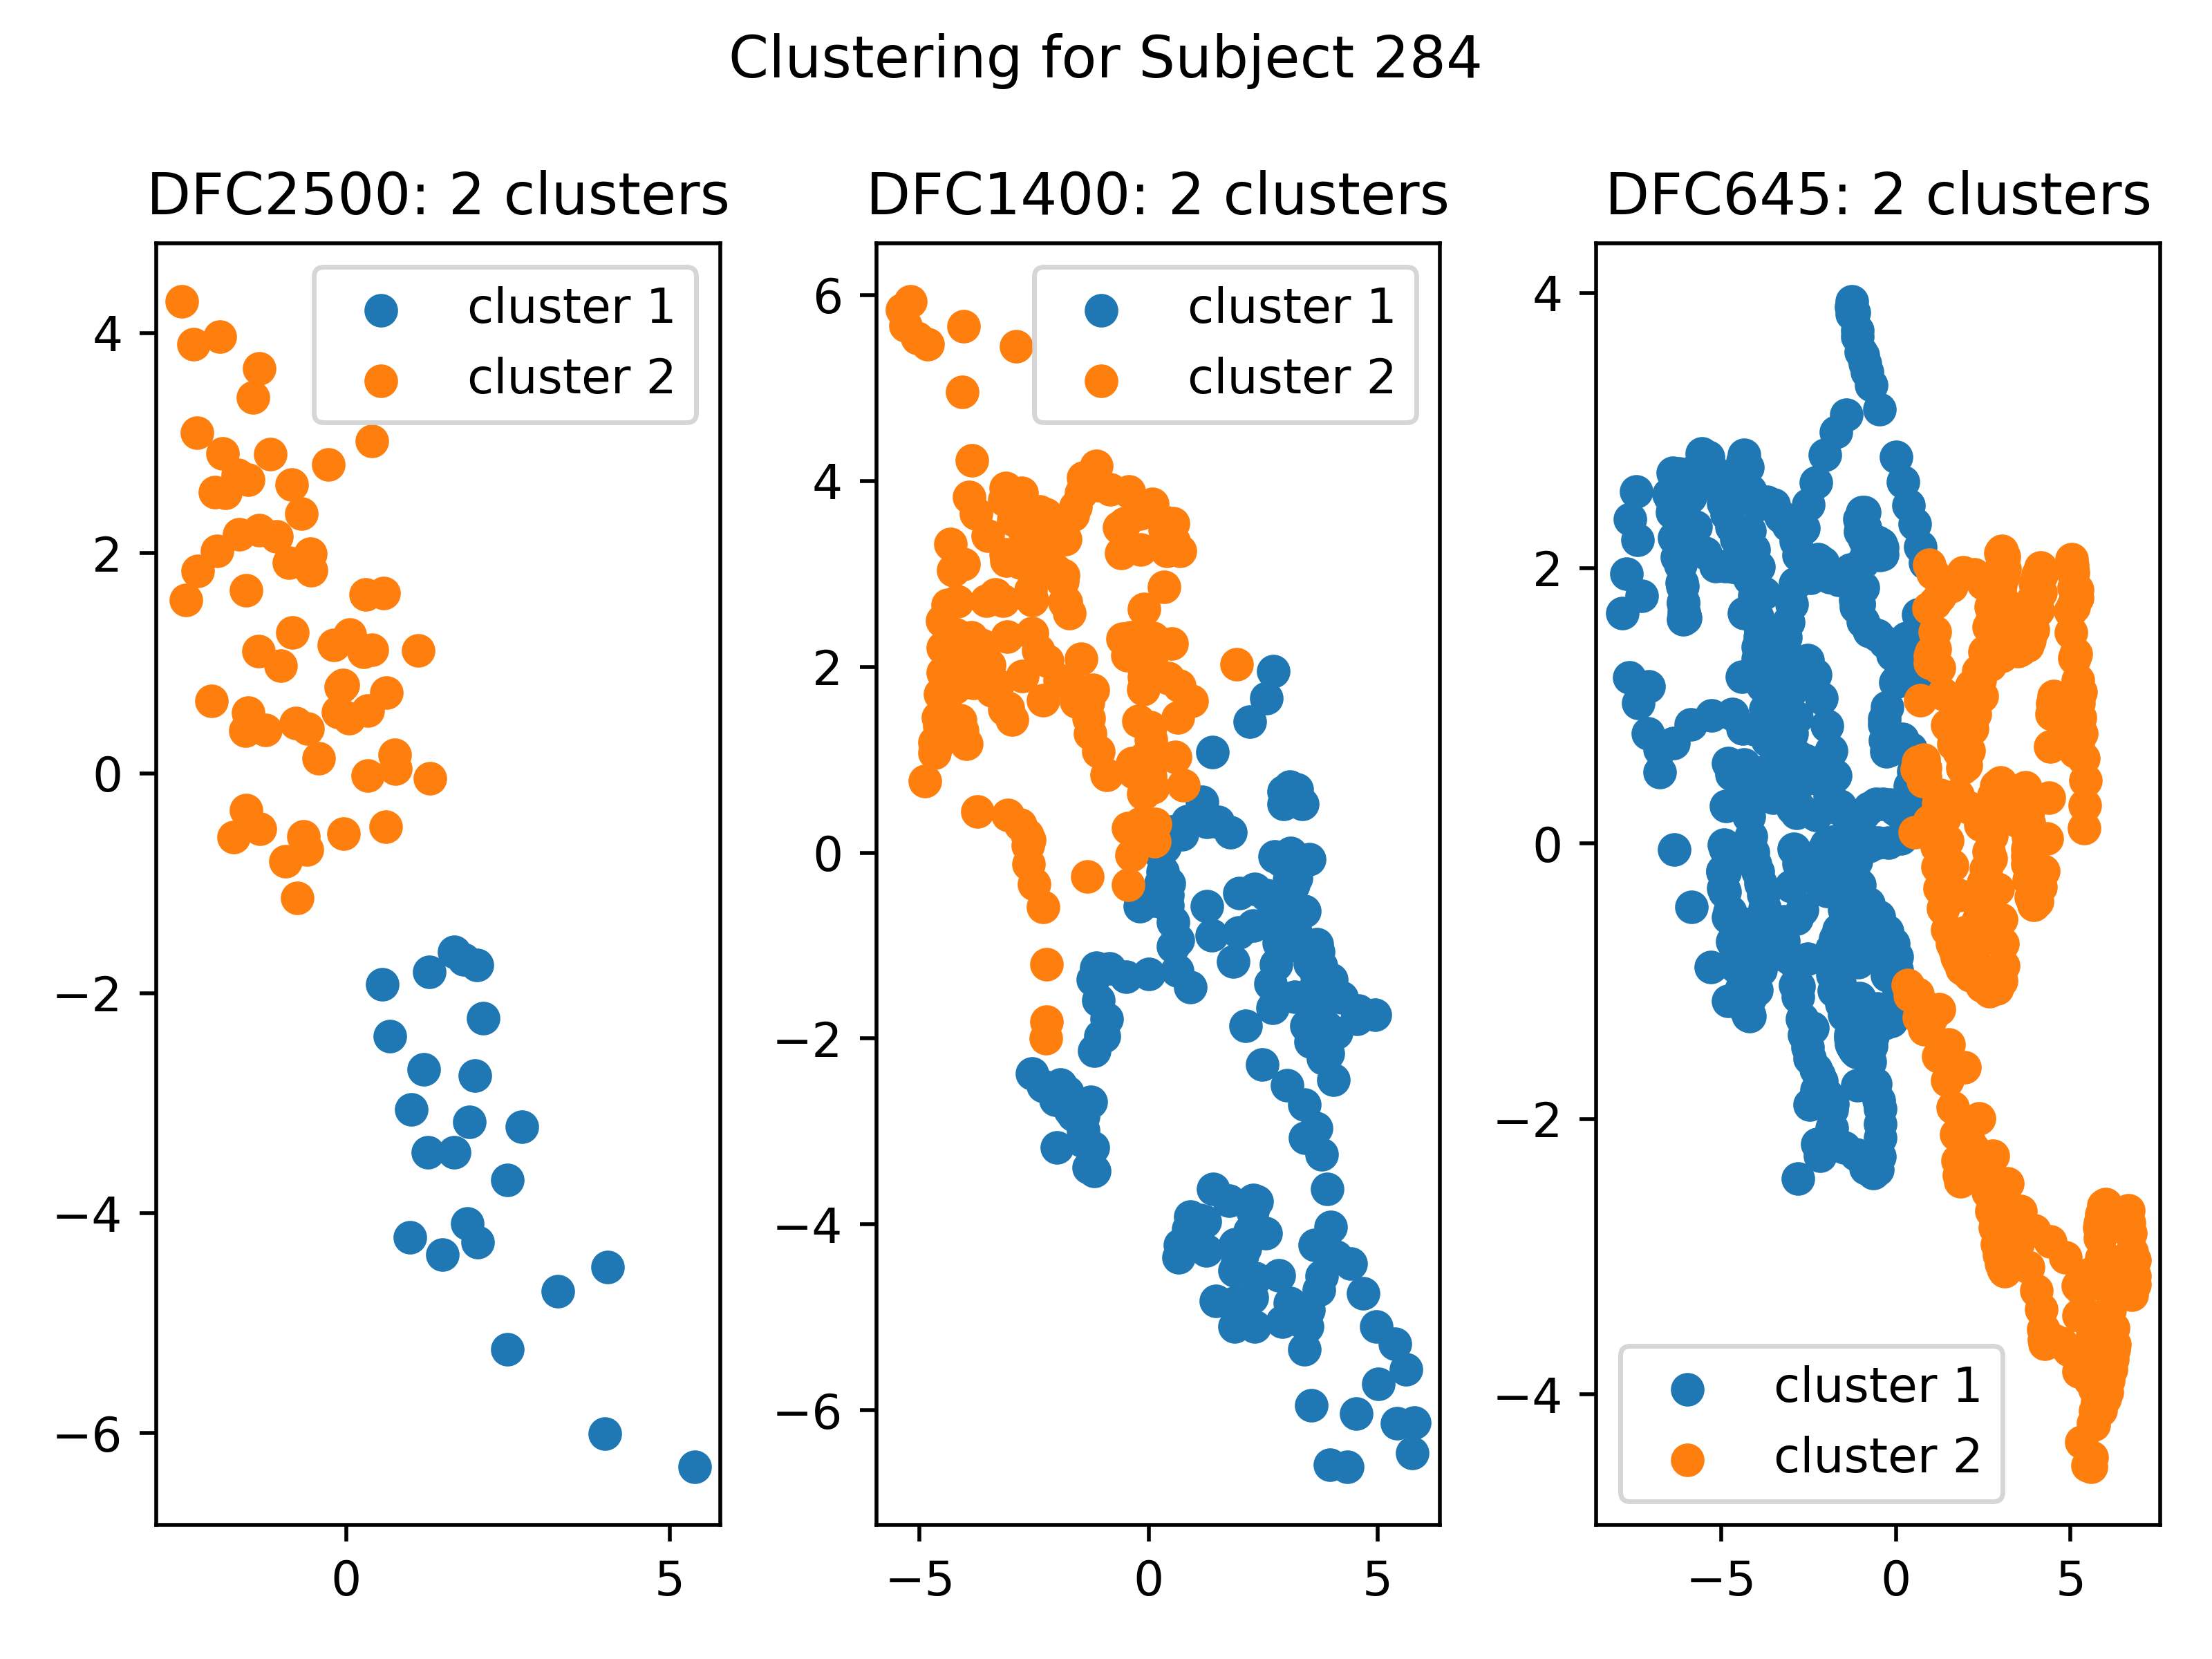 Clustering for Subject 284
DFC2500: 2 clusters
4
2
0
−2
−4
−6
0
5
cluster 1
cluster 2
DFC1400: 2 clusters
6
4
2
0
−2
−4
−6
−5
0
5
cluster 1
cluster 2
DFC645: 2 clusters
4
2
0
−2
−4
−5
0
5
cluster 1
cluster 2